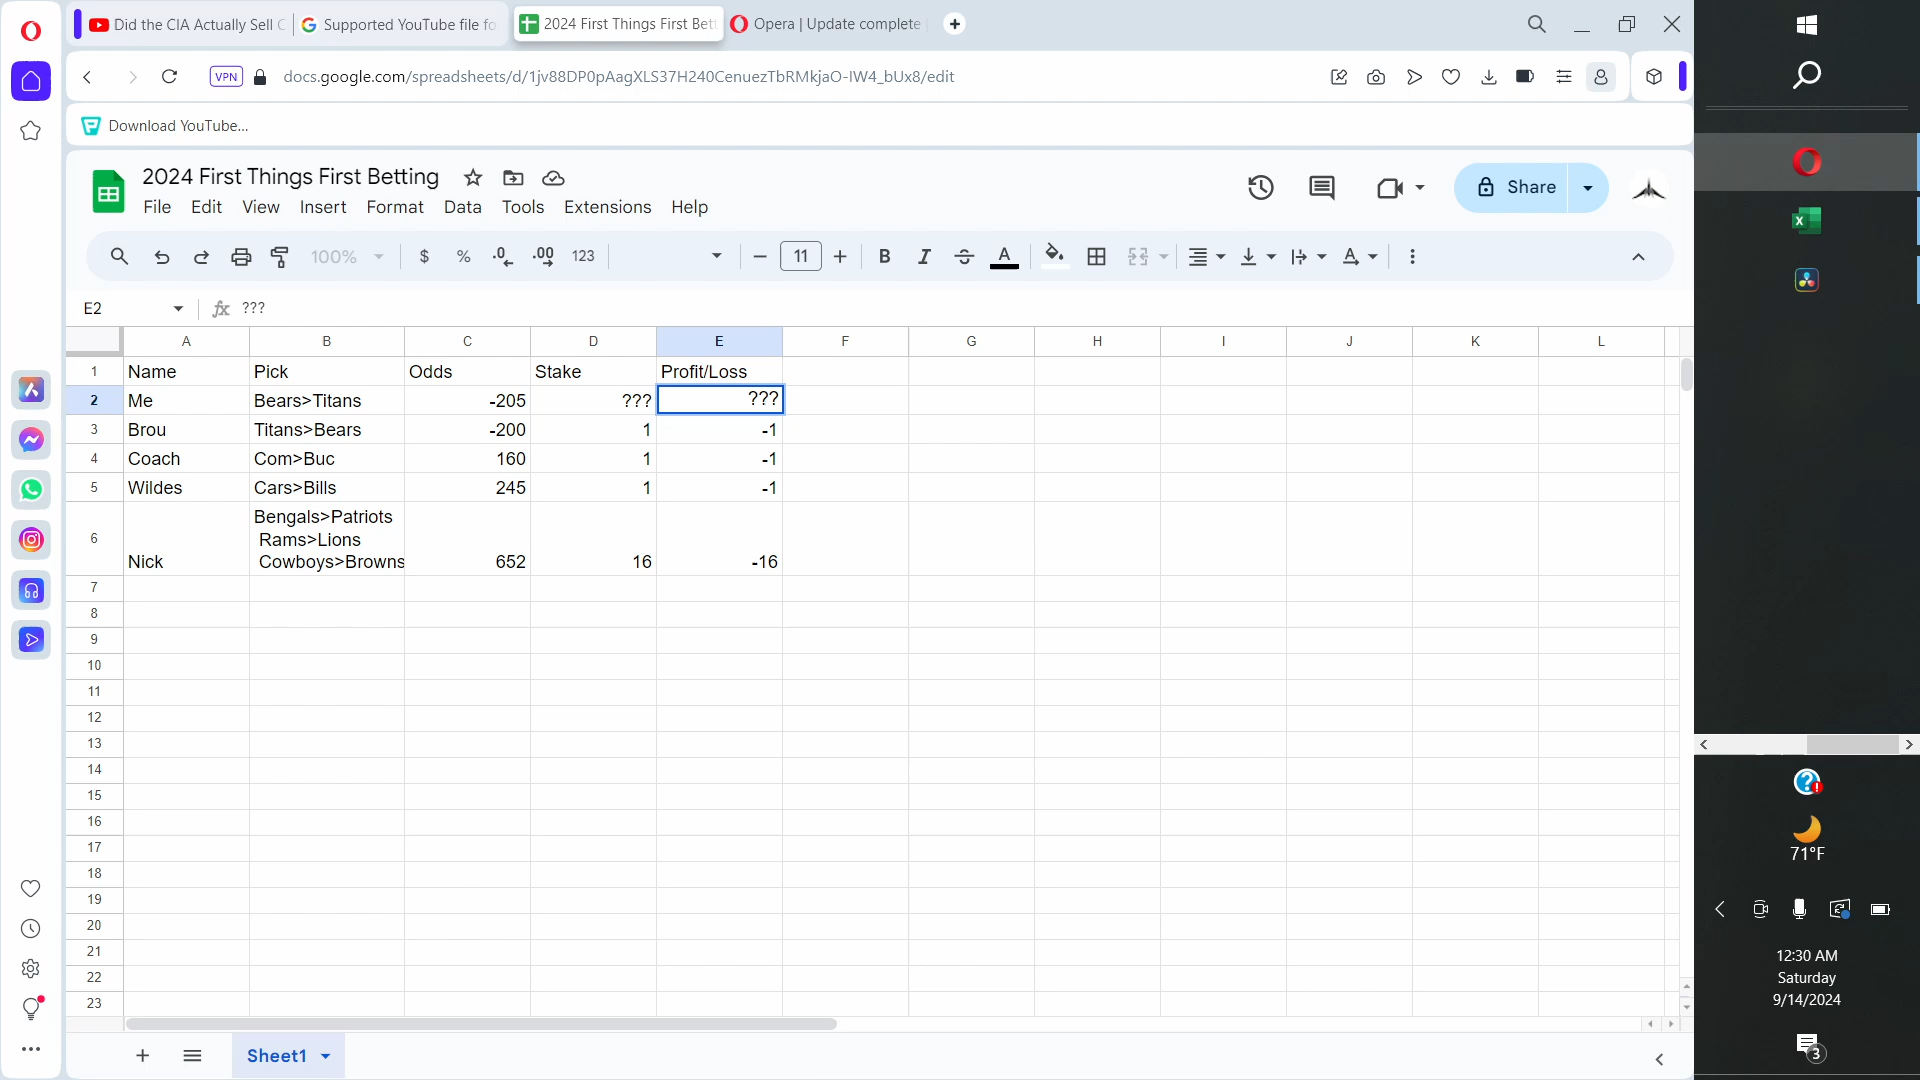 Did the CIA Actually Sell C
Supported YouTube file fo
2024 First Things First Bett
Opera | Update complete
VPN
docs.google.com/spreadsheets/d/1jv88DP0pAagXLS37H240CenuezTbRMkjaO-IW4_bUx8/edit
Download YouTube...
2024 First Things First Betting
File Edit View Insert Format Data Tools Extensions Help
Share
100% $ % .0 .00 123 11 B I A
E2 fx ???
A B C D E F G H I J K L
1 Name Pick Odds Stake Profit/Loss
2 Me Bears>Titans -205 ??? ???
3 Brou Titans>Bears -200 1 -1
4 Coach Com>Buc 160 1 -1
5 Wildes Cars>Bills 245 1 -1
Bengals>Patriots
Rams>Lions
6 Nick Cowboys>Browns 652 16 -16
7
8
9
10
11
12
13
14
15
16
17
18
19
20
21
22
23
Sheet1
71°F
12:30 AM
Saturday
9/14/2024
3